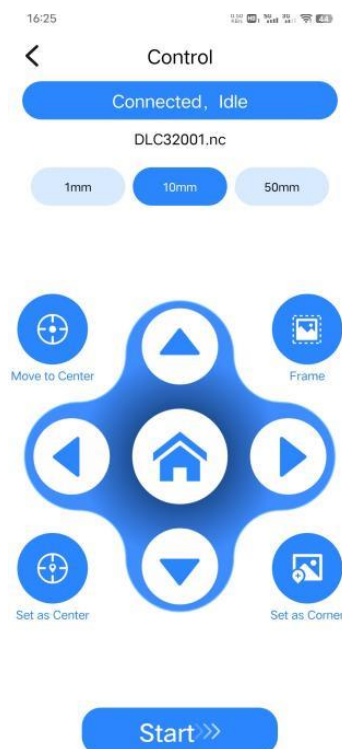 16:25
Control
Connected, Idle
DLC32001.nc
1mm 10mm 50mm
Move to Center
Frame
Set as Center
Set as Corner
Start